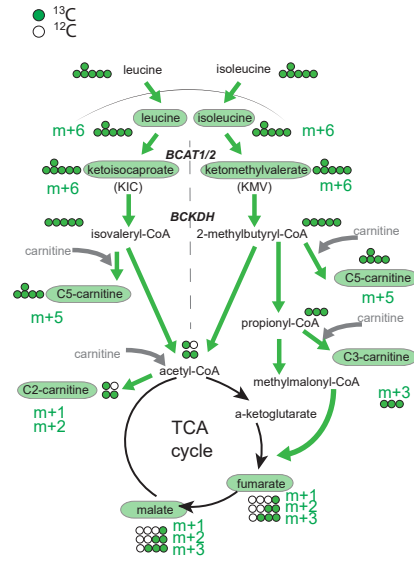 13C
12C
leucine
isoleucine
m+6
leucine
isoleucine
m+6
BCAT1/2
ketoisocaproate
ketomethylvalerate
m+6
(KIC)
(KMV)
m+6
BCKDH
isovaleryl-CoA
2-methylbutyryl-CoA
carnitine
carnitine
C5-carnitine
C5-carnitine
m+5
m+5
propionyl-CoA
carnitine
carnitine
C3-carnitine
acetyl-CoA
methylmalonyl-CoA
C2-carnitine
m+3
m+1
m+2
a-ketoglutarate
TCA
cycle
fumarate
m+1
m+2
m+3
malate
m+1
m+2
m+3